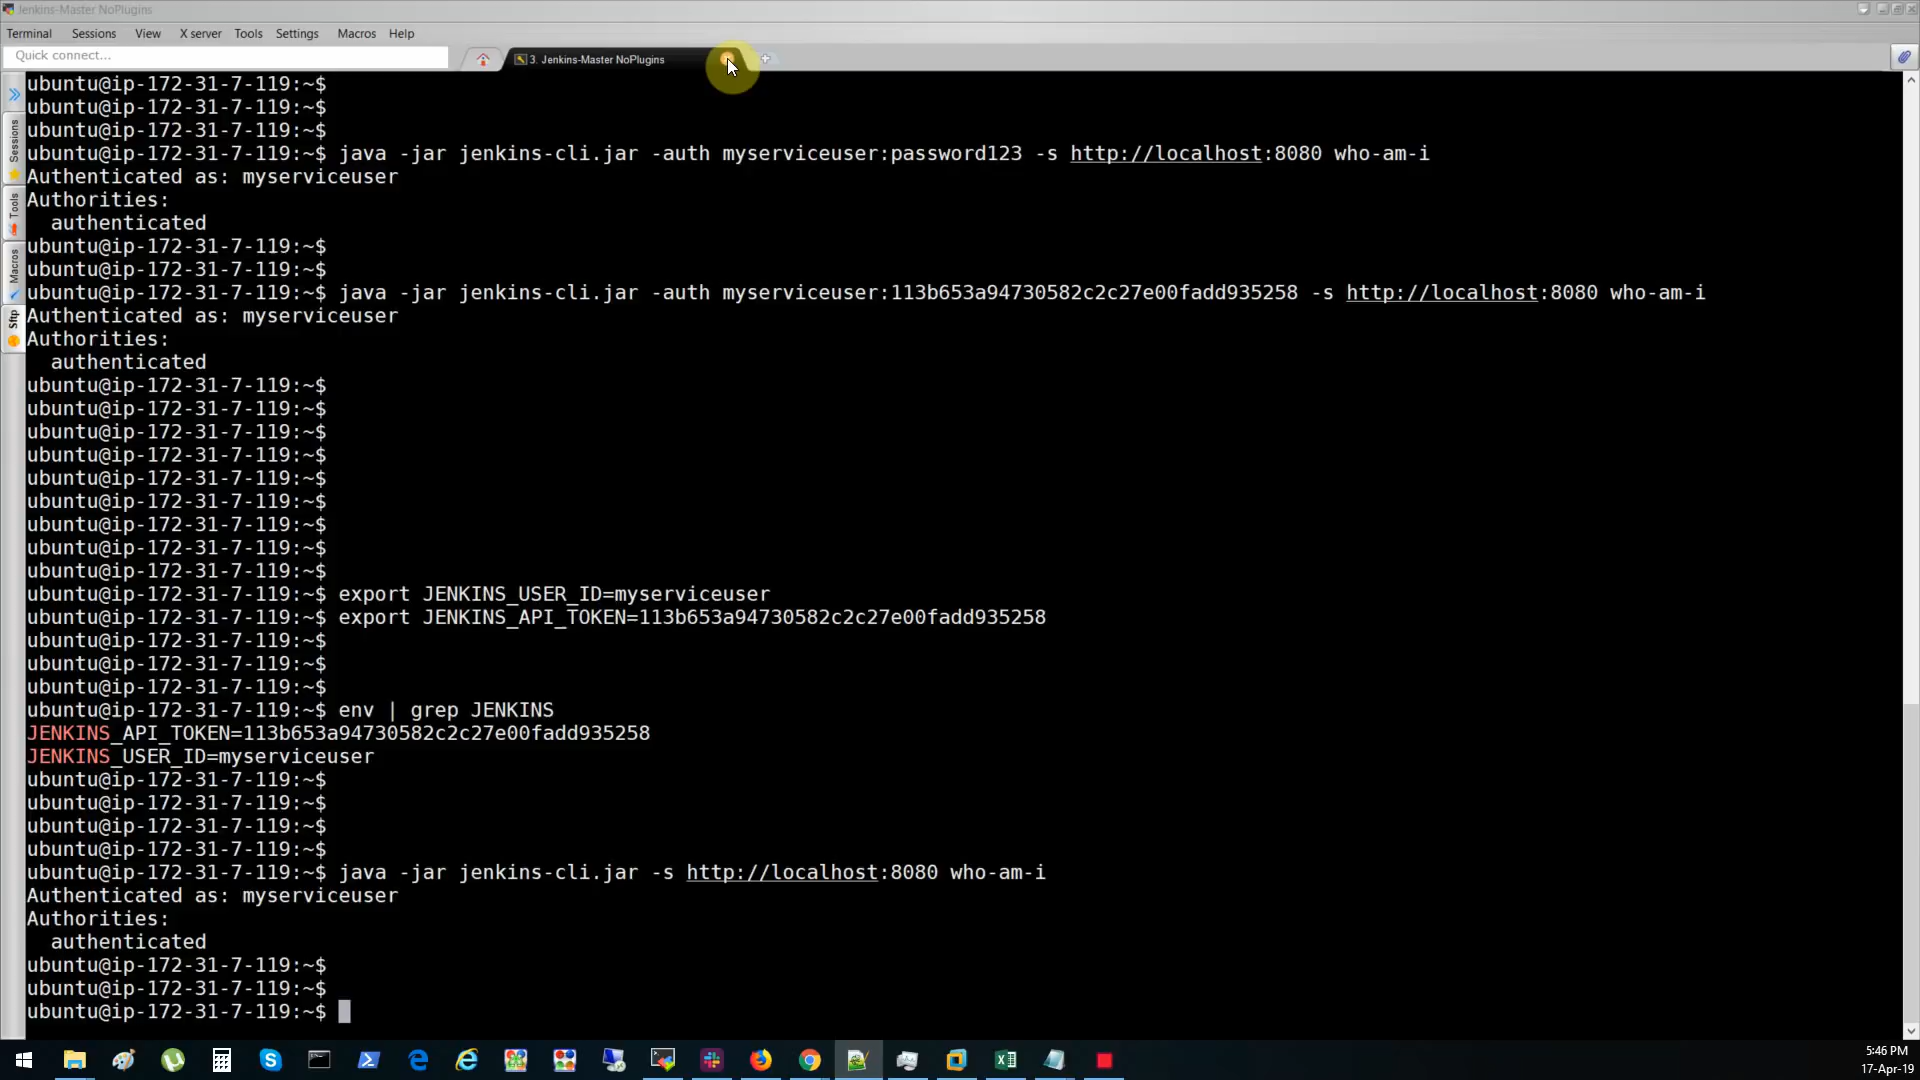 Jenkins-Master NoPlugins
Terminal Sessions View X server Tools Settings Macros Help
Quick connect...
3. Jenkins-Master NoPlugins
Sessions
Tools
Macros
Sftp
ubuntu@ip-172-31-7-119:~$
ubuntu@ip-172-31-7-119:~$
ubuntu@ip-172-31-7-119:~$
ubuntu@ip-172-31-7-119:~$ java -jar jenkins-cli.jar -auth myserviceuser:password123 -s http://localhost:8080 who-am-i
Authenticated as: myserviceuser
Authorities:
  authenticated
ubuntu@ip-172-31-7-119:~$
ubuntu@ip-172-31-7-119:~$
ubuntu@ip-172-31-7-119:~$ java -jar jenkins-cli.jar -auth myserviceuser:113b653a94730582c2c27e00fadd935258 -s http://localhost:8080 who-am-i
Authenticated as: myserviceuser
Authorities:
  authenticated
ubuntu@ip-172-31-7-119:~$
ubuntu@ip-172-31-7-119:~$
ubuntu@ip-172-31-7-119:~$
ubuntu@ip-172-31-7-119:~$
ubuntu@ip-172-31-7-119:~$
ubuntu@ip-172-31-7-119:~$
ubuntu@ip-172-31-7-119:~$
ubuntu@ip-172-31-7-119:~$
ubuntu@ip-172-31-7-119:~$
ubuntu@ip-172-31-7-119:~$ export JENKINS_USER_ID=myserviceuser
ubuntu@ip-172-31-7-119:~$ export JENKINS_API_TOKEN=113b653a94730582c2c27e00fadd935258
ubuntu@ip-172-31-7-119:~$
ubuntu@ip-172-31-7-119:~$
ubuntu@ip-172-31-7-119:~$
ubuntu@ip-172-31-7-119:~$ env | grep JENKINS
JENKINS_API_TOKEN=113b653a94730582c2c27e00fadd935258
JENKINS_USER_ID=myserviceuser
ubuntu@ip-172-31-7-119:~$
ubuntu@ip-172-31-7-119:~$
ubuntu@ip-172-31-7-119:~$
ubuntu@ip-172-31-7-119:~$
ubuntu@ip-172-31-7-119:~$ java -jar jenkins-cli.jar -s http://localhost:8080 who-am-i
Authenticated as: myserviceuser
Authorities:
  authenticated
ubuntu@ip-172-31-7-119:~$
ubuntu@ip-172-31-7-119:~$
ubuntu@ip-172-31-7-119:~$
5:46 PM
17-Apr-19